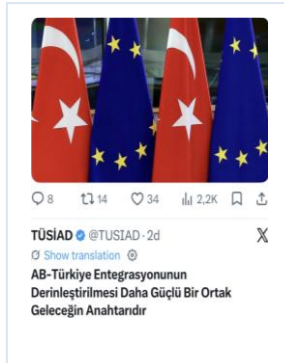 8 14 34 2,2K
TÜSİAD @TUSIAD · 2d
Show translation
AB-Türkiye Entegrasyonunun
Derinleştirilmesi Daha Güçlü Bir Ortak
Geleceğin Anahtarıdır